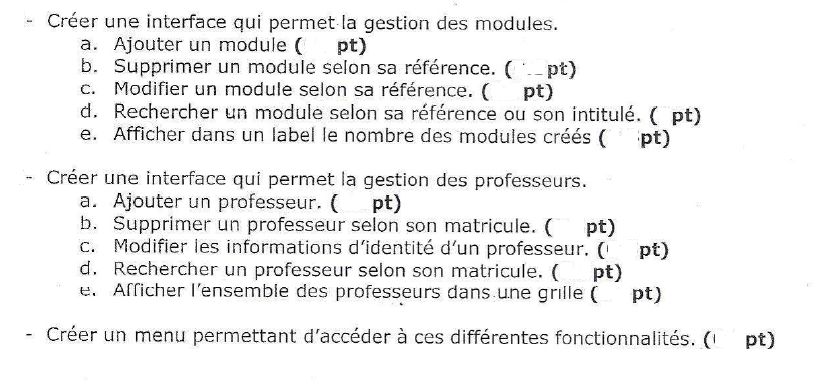 - Créer une interface qui permet la gestion des modules.
a. Ajouter un module ( pt)
b. Supprimer un module selon sa référence. ( pt)
c. Modifier un module selon sa référence. ( pt)
d. Rechercher un module selon sa référence ou son intitulé. ( pt)
e. Afficher dans un label le nombre des modules créés ( pt)
- Créer une interface qui permet la gestion des professeurs.
a. Ajouter un professeur. ( pt)
b. Supprimer un professeur selon son matricule. ( pt)
c. Modifier les informations d'identité d'un professeur. ( pt)
d. Rechercher un professeur selon son matricule. ( pt)
e. Afficher l'ensemble des professeurs dans une grille ( pt)
- Créer un menu permettant d'accéder à ces différentes fonctionnalités. ( pt)